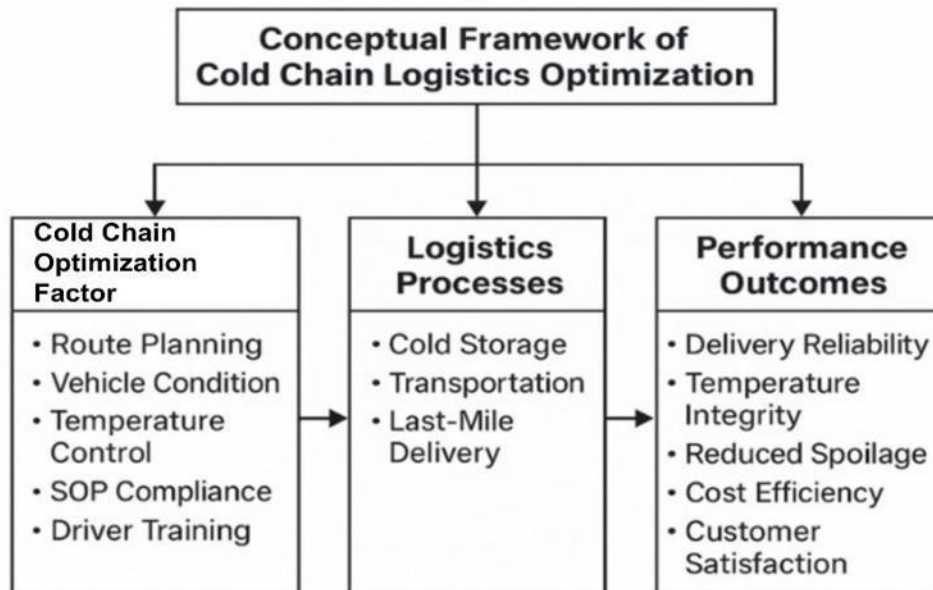 Conceptual Framework of
Cold Chain Logistics Optimization
Cold Chain
Optimization
Factor
• Route Planning
• Vehicle Condition
• Temperature
Control
• SOP Compliance
• Driver Training
Logistics
Processes
• Cold Storage
• Transportation
• Last-Mile
Delivery
Performance
Outcomes
• Delivery Reliability
• Temperature
Integrity
• Reduced Spoilage
• Cost Efficiency
• Customer
Satisfaction